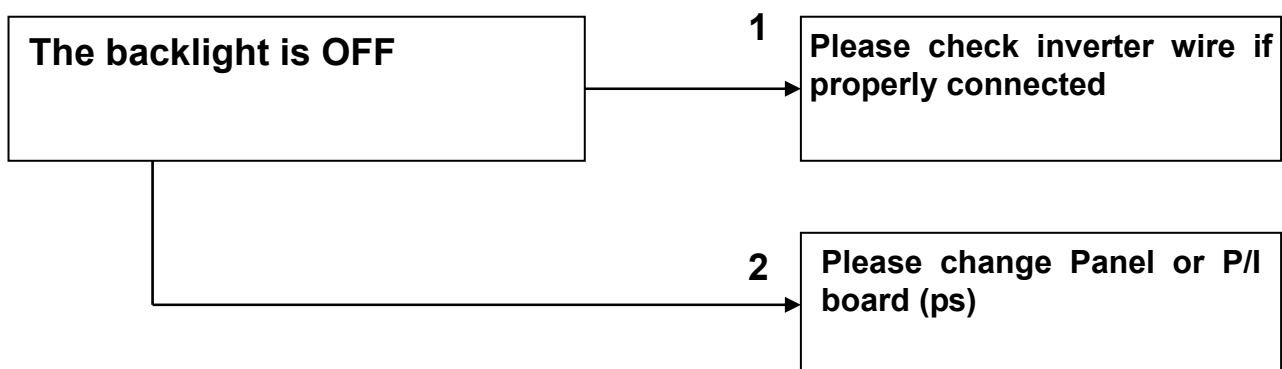 The backlight is OFF
1
Please check inverter wire if
properly connected
2
Please change Panel or P/I
board (ps)